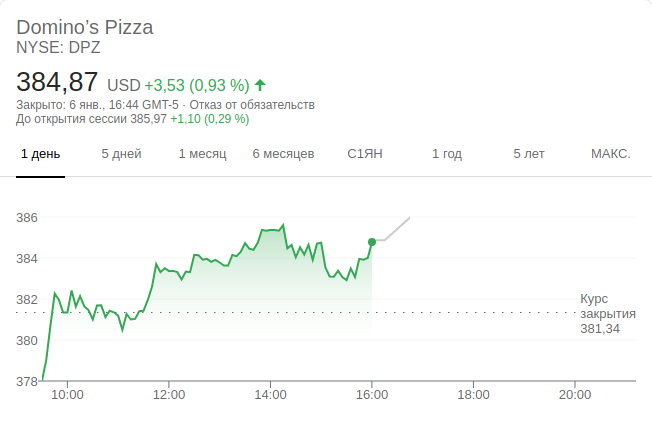 Domino’s Pizza
NYSE: DPZ
384,87 USD +3,53 (0,93 %)
Закрыто: 6 янв., 16:44 GMT-5 · Отказ от обязательств
До открытия сессии 385,97 +1,10 (0,29 %)
1 день 5 дней 1 месяц 6 месяцев С1ЯН 1 год 5 лет МАКС.
386
384
382
380
378
Курс
закрытия
381,34
10:00 12:00 14:00 16:00 18:00 20:00